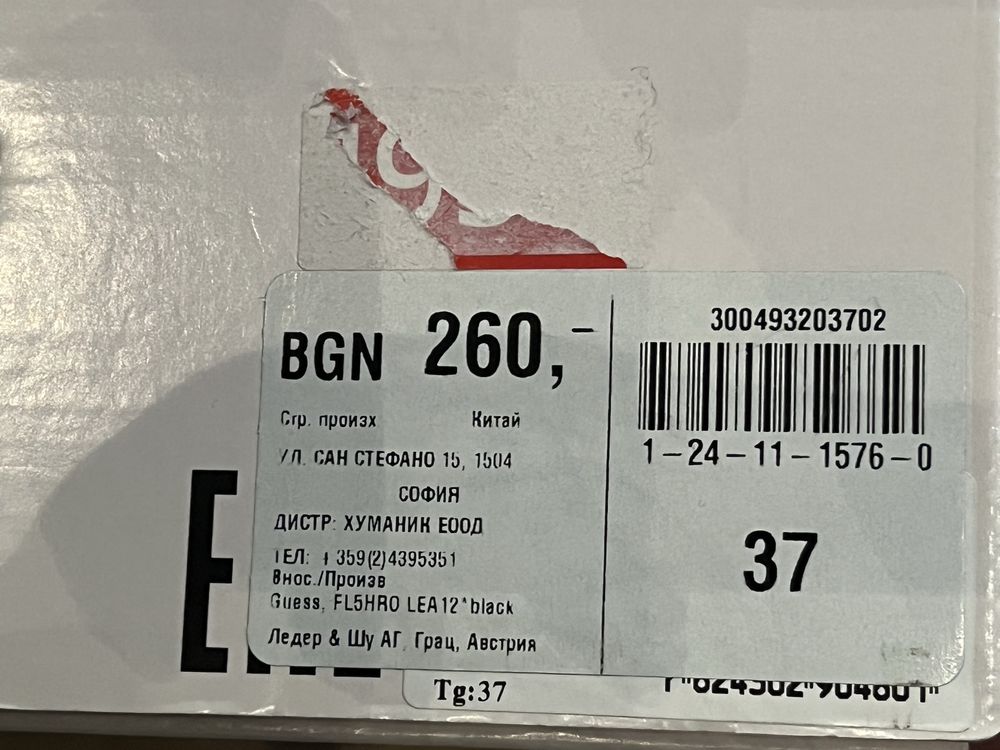 BGN 260,-
Стр. произх Китай
УЛ. САН СТЕФАНО 15, 1504
СОФИЯ
ДИСТР: ХУМАНИК ЕООД
ТЕЛ: + 359(2)4395351
Внос./Произв
Guess, FL5HRO LEA12*black
Ледер & Шу АГ, Грац, Австрия
300493203702
1-24-11-1576-0
37
Tg:37